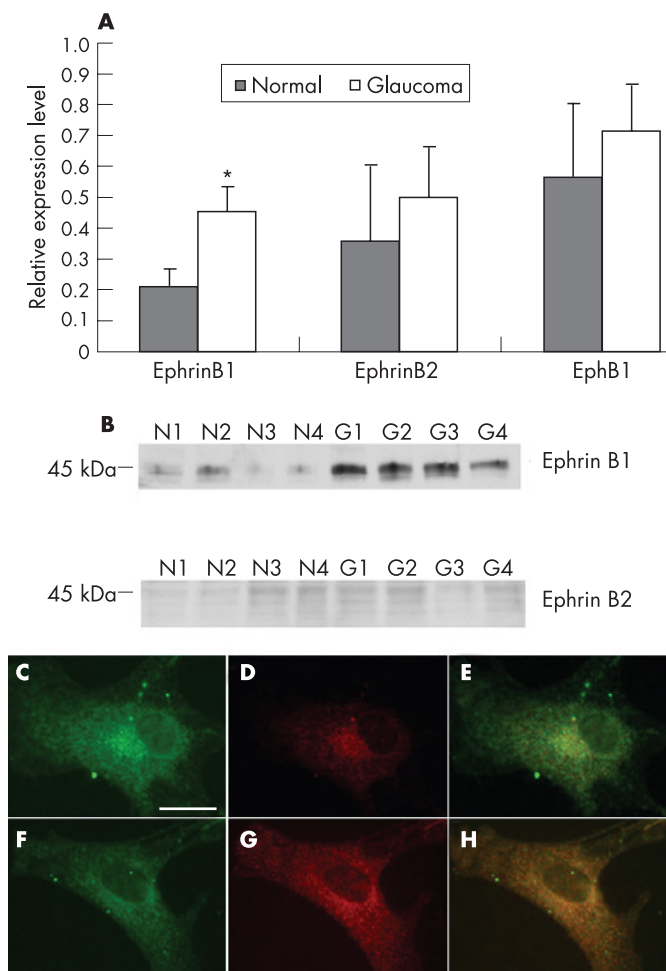 A
1.0
0.9
0.8
0.7
0.6
0.5
0.4
0.3
0.2
0.1
0
Relative expression level
Normal Glaucoma
*
EphrinB1 EphrinB2 EphB1
B
N1 N2 N3 N4 G1 G2 G3 G4
45 kDa Ephrin B1
N1 N2 N3 N4 G1 G2 G3 G4
45 kDa Ephrin B2
C D E
F G H